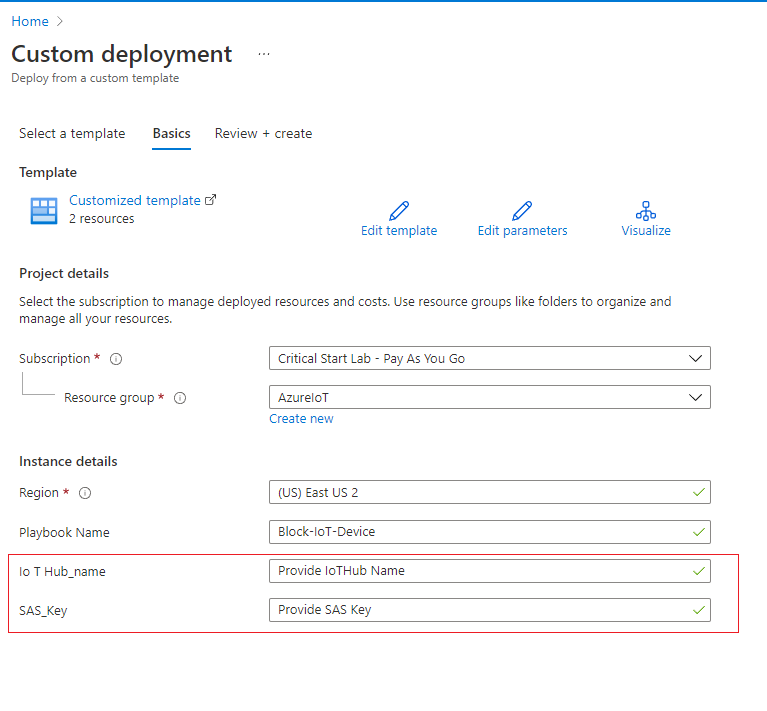 Home
Custom deployment ...
Deploy from a custom template
Select a template Basics Review + create
Template
Customized template
2 resources
Edit template Edit parameters Visualize
Project details
Select the subscription to manage deployed resources and costs. Use resource groups like folders to organize and
manage all your resources.
Subscription * Critical Start Lab - Pay As You Go
Resource group * AzureIoT
Create new
Instance details
Region * (US) East US 2
Playbook Name Block-IoT-Device
Io T Hub_name Provide IoTHub Name
SAS_Key Provide SAS Key